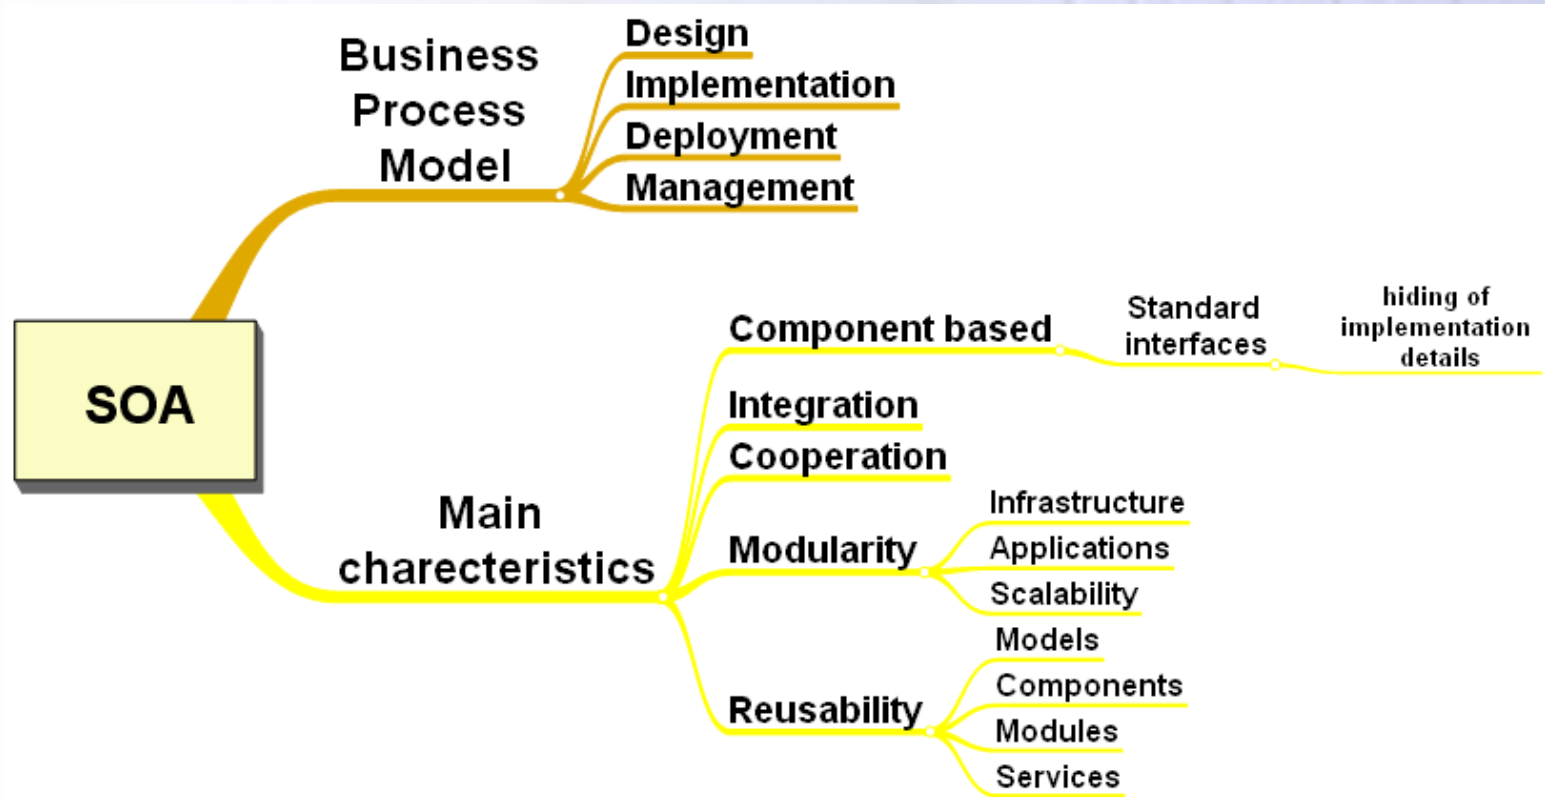 SOA
Business
Process
Model
Design
Implementation
Deployment
Management
Main
charecteristics
Component based
Standard
interfaces
hiding of
implementation
details
Integration
Cooperation
Modularity
Infrastructure
Applications
Scalability
Reusability
Models
Components
Modules
Services